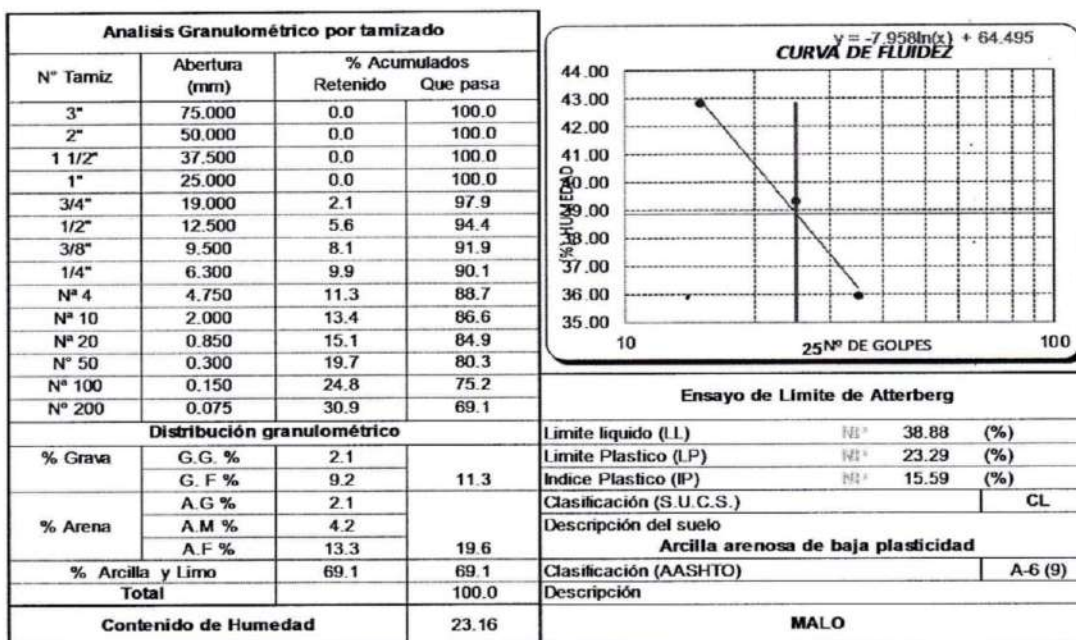 Analisis Granulométrico por tamizado
N° Tamiz Abertura (mm) % Acumulados
Retenido Que pasa
3" 75.000 0.0 100.0
2" 50.000 0.0 100.0
1 1/2" 37.500 0.0 100.0
1" 25.000 0.0 100.0
3/4" 19.000 2.1 97.9
1/2" 12.500 5.6 94.4
3/8" 9.500 8.1 91.9
1/4" 6.300 9.9 90.1
Nª 4 4.750 11.3 88.7
Nª 10 2.000 13.4 86.6
Nª 20 0.850 15.1 84.9
N° 50 0.300 19.7 80.3
Nª 100 0.150 24.8 75.2
Nº 200 0.075 30.9 69.1
Distribución granulométrico
% Grava G.G. % 2.1
G. F % 9.2 11.3
% Arena A.G % 2.1
A.M % 4.2
A.F % 13.3 19.6
% Arcilla y Limo 69.1 69.1
Total 100.0
Contenido de Humedad 23.16
y = -7.958ln(x) + 64.495
CURVA DE FLUIDEZ
44.00
43.00
42.00
41.00
40.00
39.00
38.00
37.00
36.00
35.00
(%) HUMEDAD
10 25 Nº DE GOLPES 100
Ensayo de Límite de Atterberg
Limite liquido (LL) 38.88 (%)
Limite Plastico (LP) 23.29 (%)
Indice Plastico (IP) 15.59 (%)
Clasificación (S.U.C.S.) CL
Descripción del suelo
Arcilla arenosa de baja plasticidad
Clasificación (AASHTO) A-6 (9)
Descripción
MALO